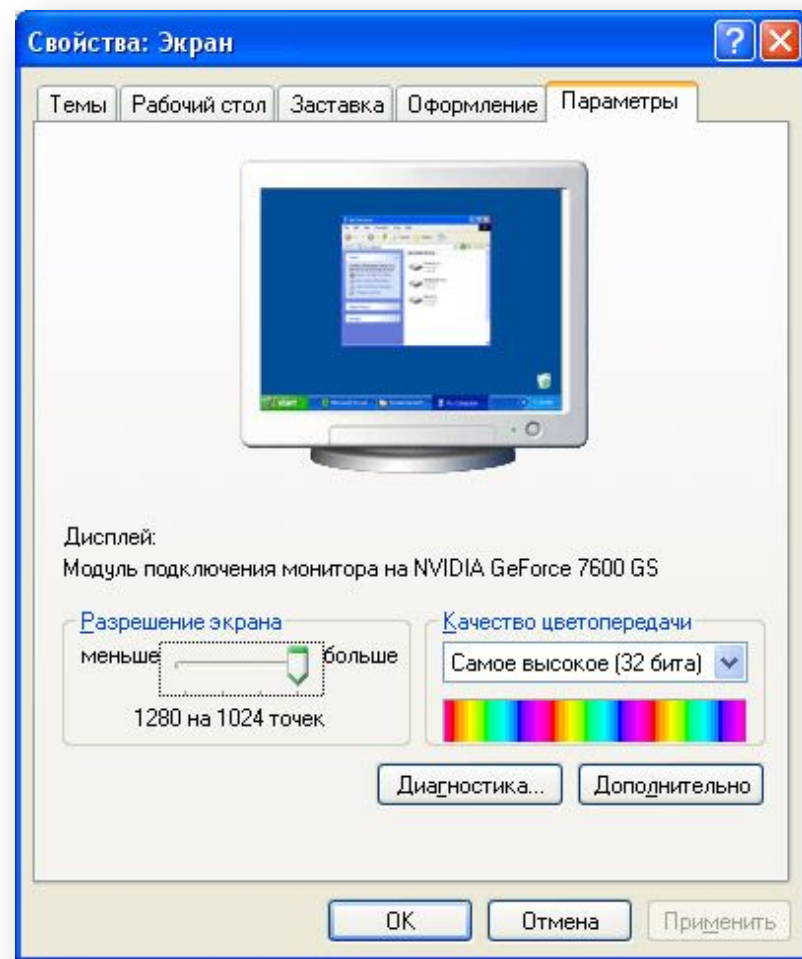 Свойства: Экран
Темы Рабочий стол Заставка Оформление Параметры
start
Дисплей:
Модуль подключения монитора на NVIDIA GeForce 7600 GS
Разрешение экрана
меньше больше
1280 на 1024 точек
Качество цветопередачи
Самое высокое (32 бита)
Диагностика... Дополнительно
OK Отмена Применить